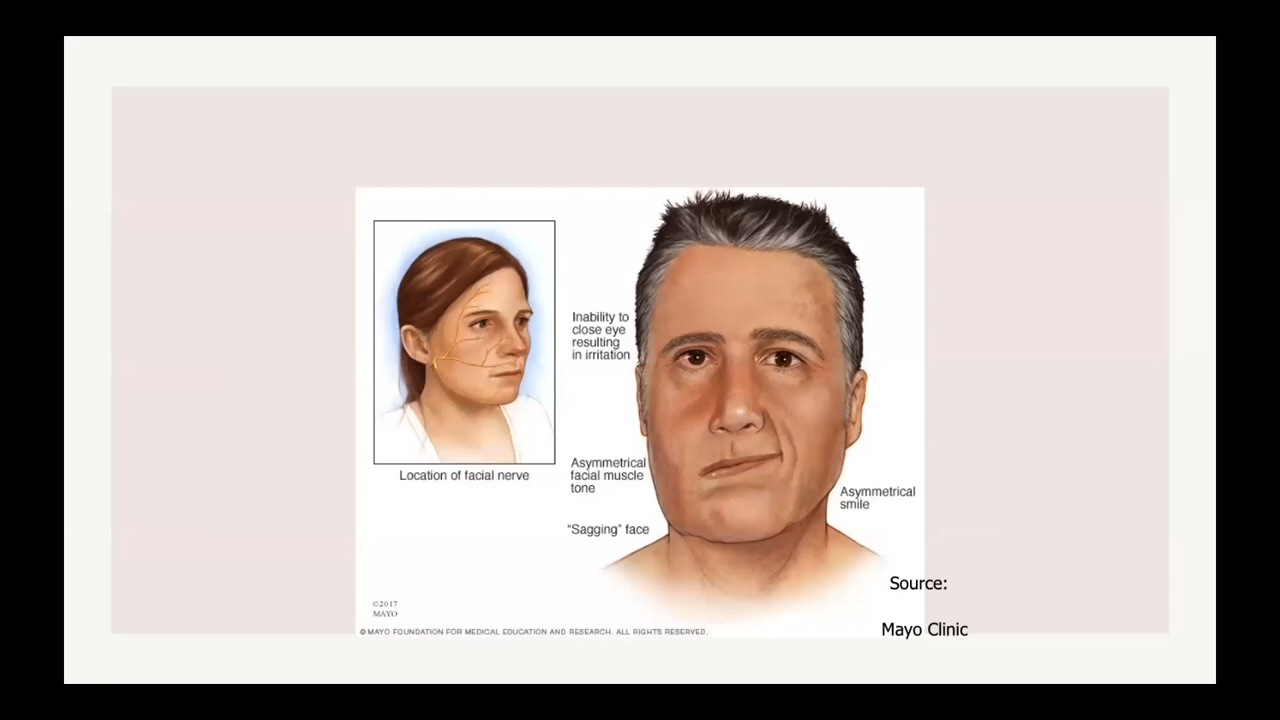 Inability to
close eye
resulting
in irritation
Location of facial nerve
Asymmetrical
facial muscle
tone
“Sagging” face
Asymmetrical
smile
©2017
MAYO
© MAYO FOUNDATION FOR MEDICAL EDUCATION AND RESEARCH. ALL RIGHTS RESERVED.
Source:
Mayo Clinic